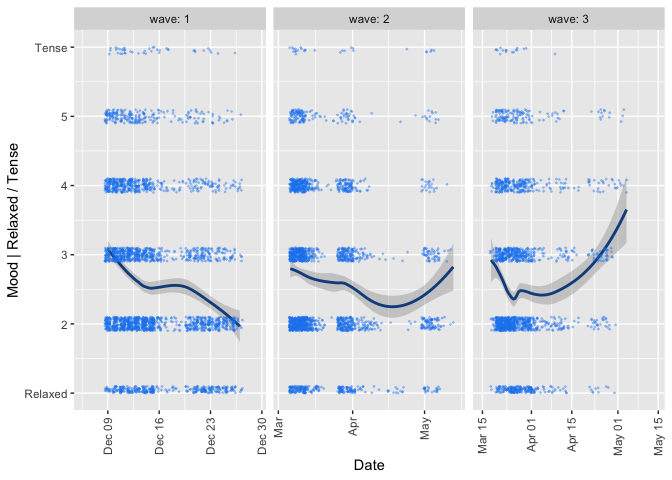 wave: 1
wave: 2
wave: 3
Mood | Relaxed / Tense
Tense
5
4
3
2
Relaxed
Dec 09
Dec 16
Dec 23
Dec 30
Mar
Apr
May
Mar 15
Apr 01
Apr 15
May 01
May 15
Date